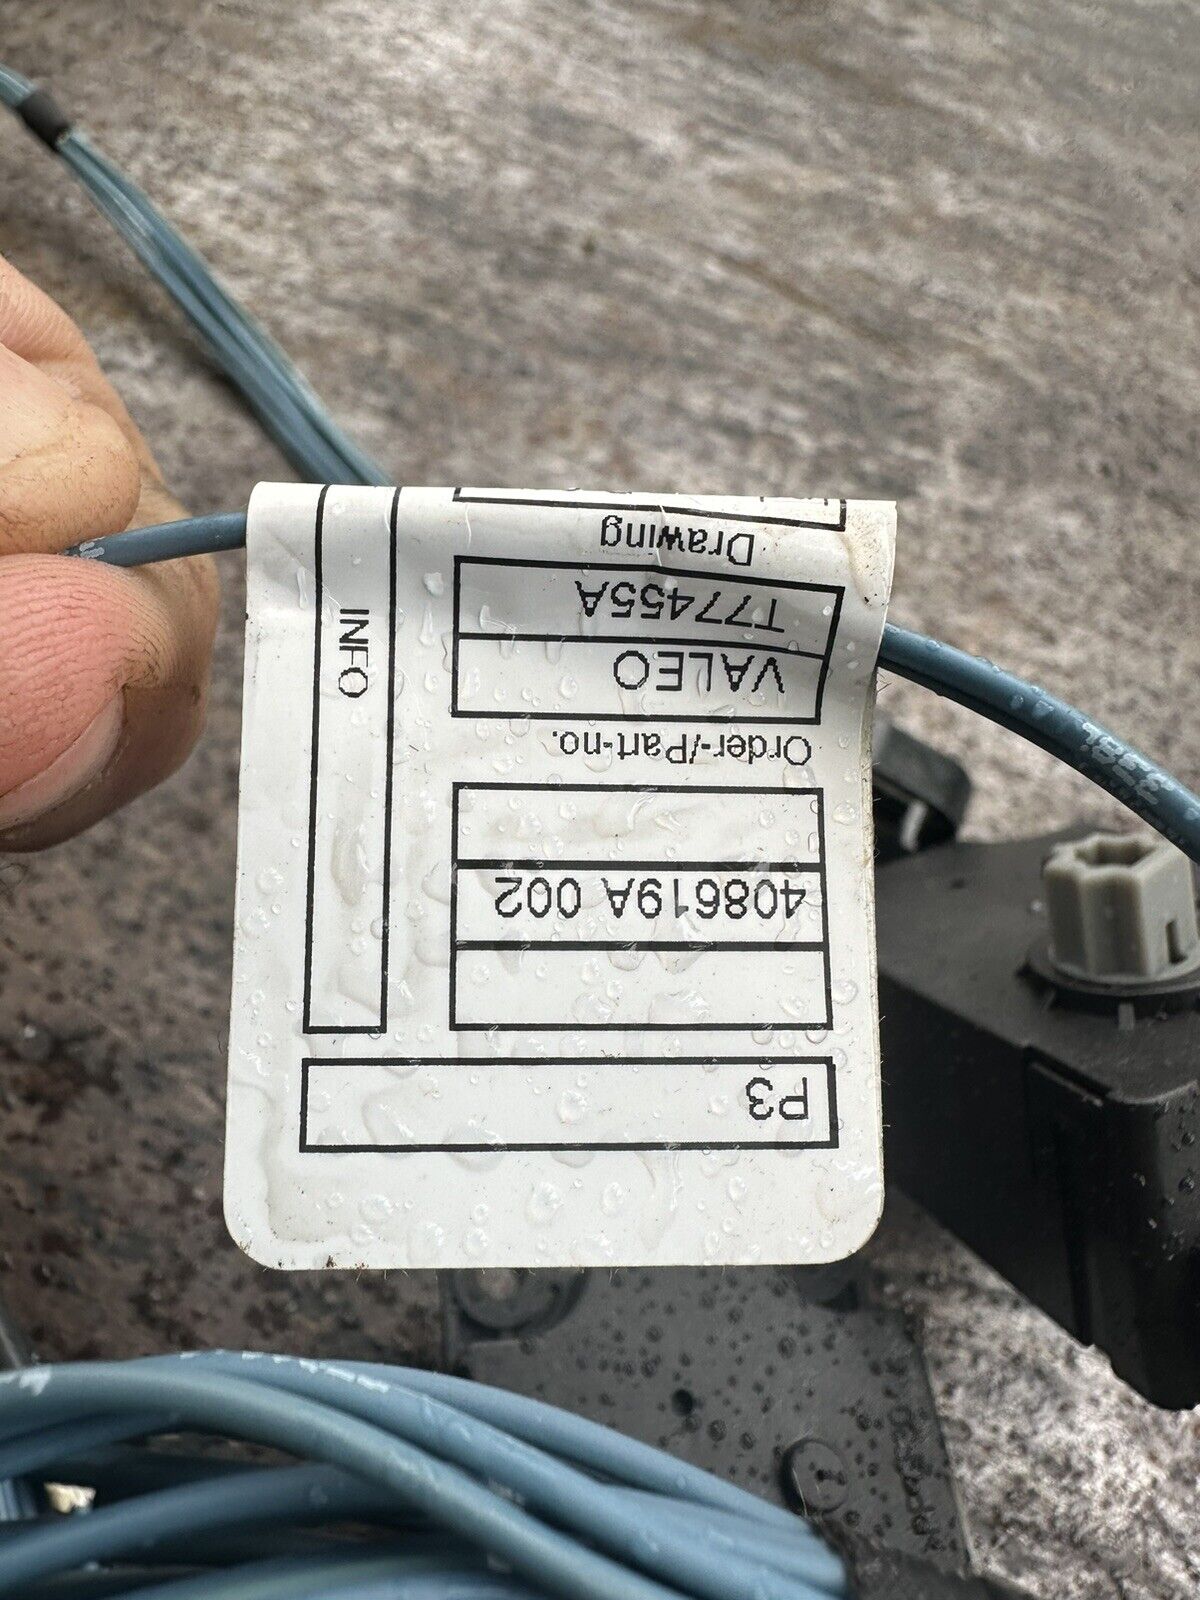 P3
408619A 002
Order-/Part-no.
VALEO
T77455A
Drawing
INFO